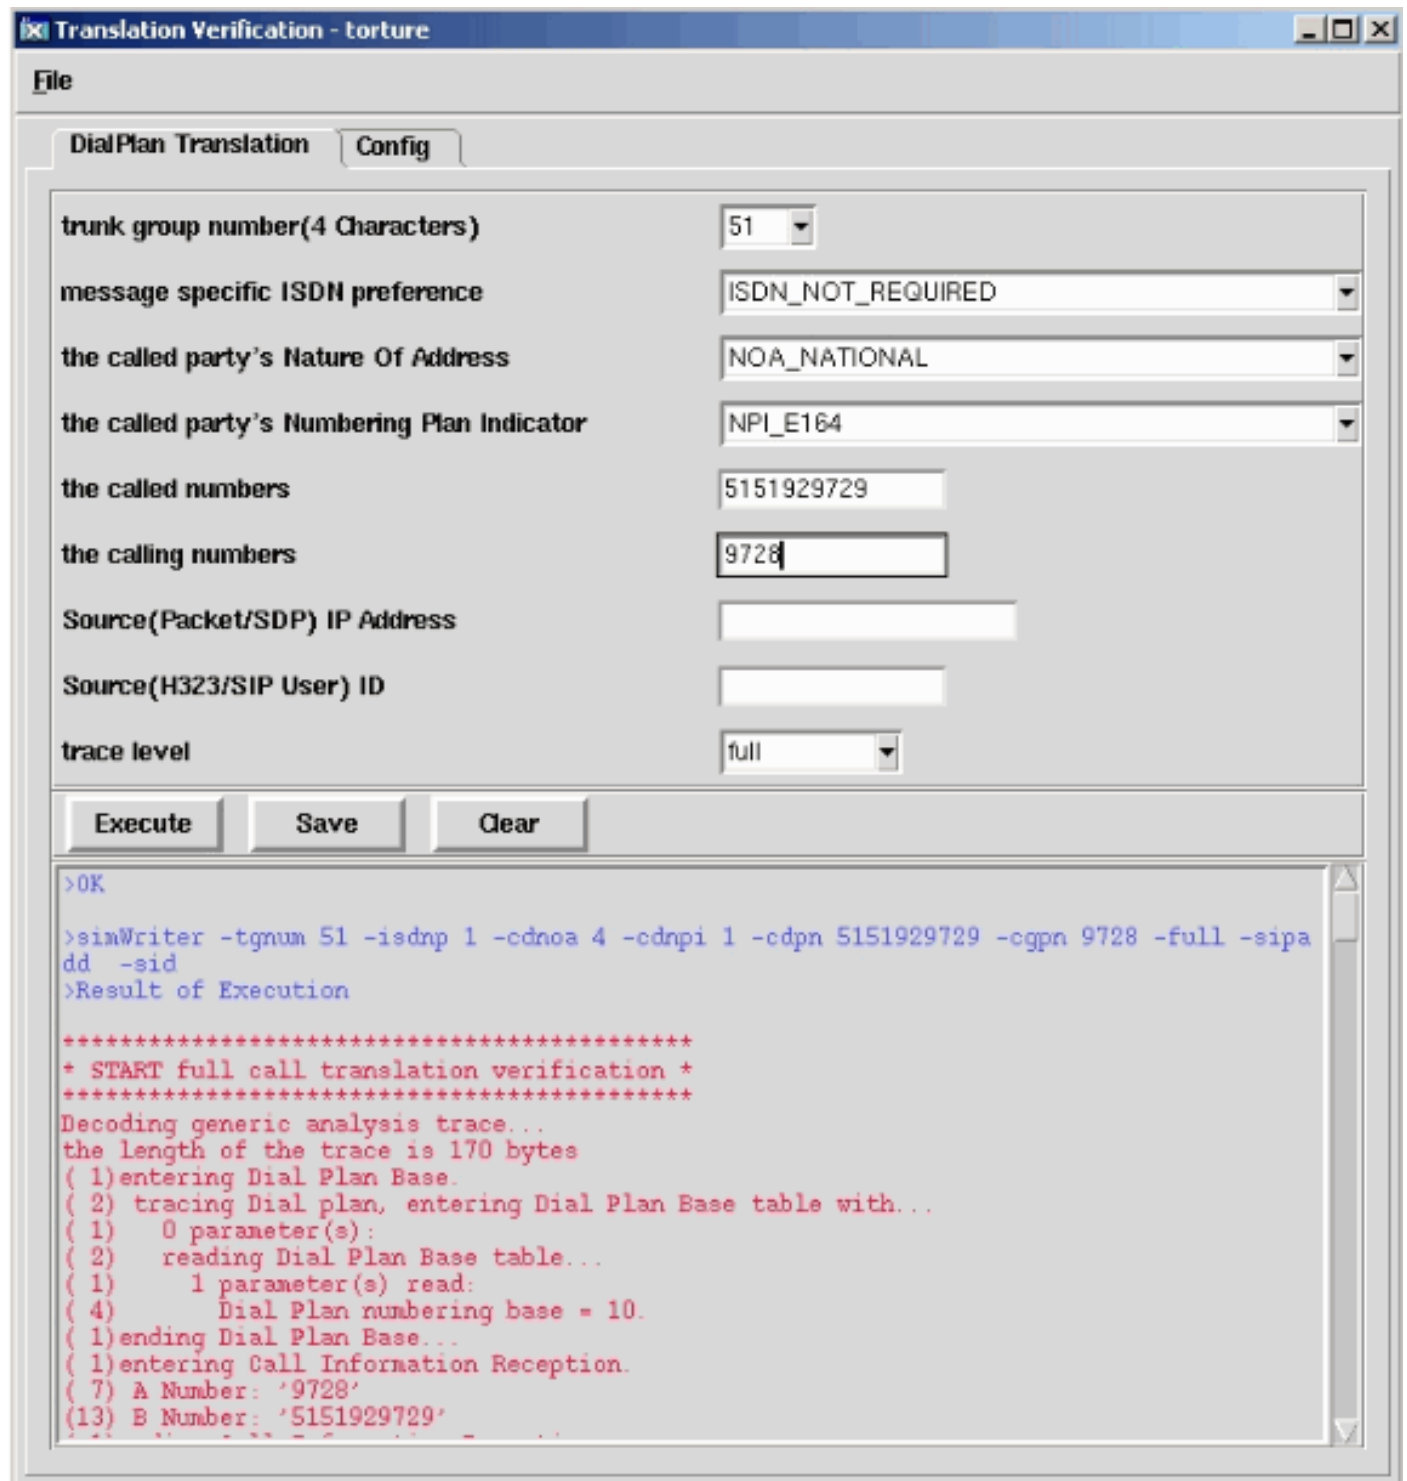 Translation Verification - torture
File
DialPlan Translation Config
trunk group number(4 Characters) 51
message specific ISDN preference ISDN_NOT_REQUIRED
the called party's Nature Of Address NOA_NATIONAL
the called party's Numbering Plan Indicator NPI_E164
the called numbers 5151929729
the calling numbers 9728
Source(Packet/SDP) IP Address
Source(H323/SIP User) ID
trace level full
Execute Save Clear
>OK
>simWriter -tgnum 51 -isdnp 1 -cdnoa 4 -cdnpi 1 -cdpn 5151929729 -cgpn 9728 -full -sipa
dd -sid
>Result of Execution
********************************************
* START full call translation verification *
********************************************
Decoding generic analysis trace...
the length of the trace is 170 bytes
( 1)entering Dial Plan Base.
( 2) tracing Dial plan, entering Dial Plan Base table with...
( 1) 0 parameter(s):
( 2) reading Dial Plan Base table...
( 1) 1 parameter(s) read:
( 4) Dial Plan numbering base = 10.
( 1)ending Dial Plan Base...
( 1)entering Call Information Reception.
( 7) A Number: '9728'
(13) B Number: '5151929729'